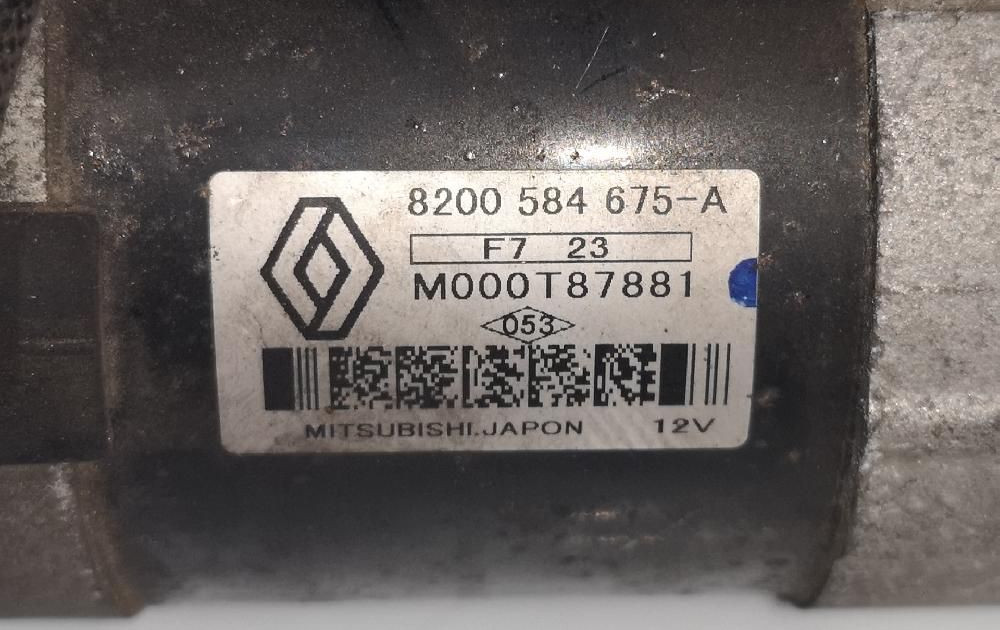 8200 584 675-A
F7 23
M000T87881
053
MITSUBISHI.JAPON 12V